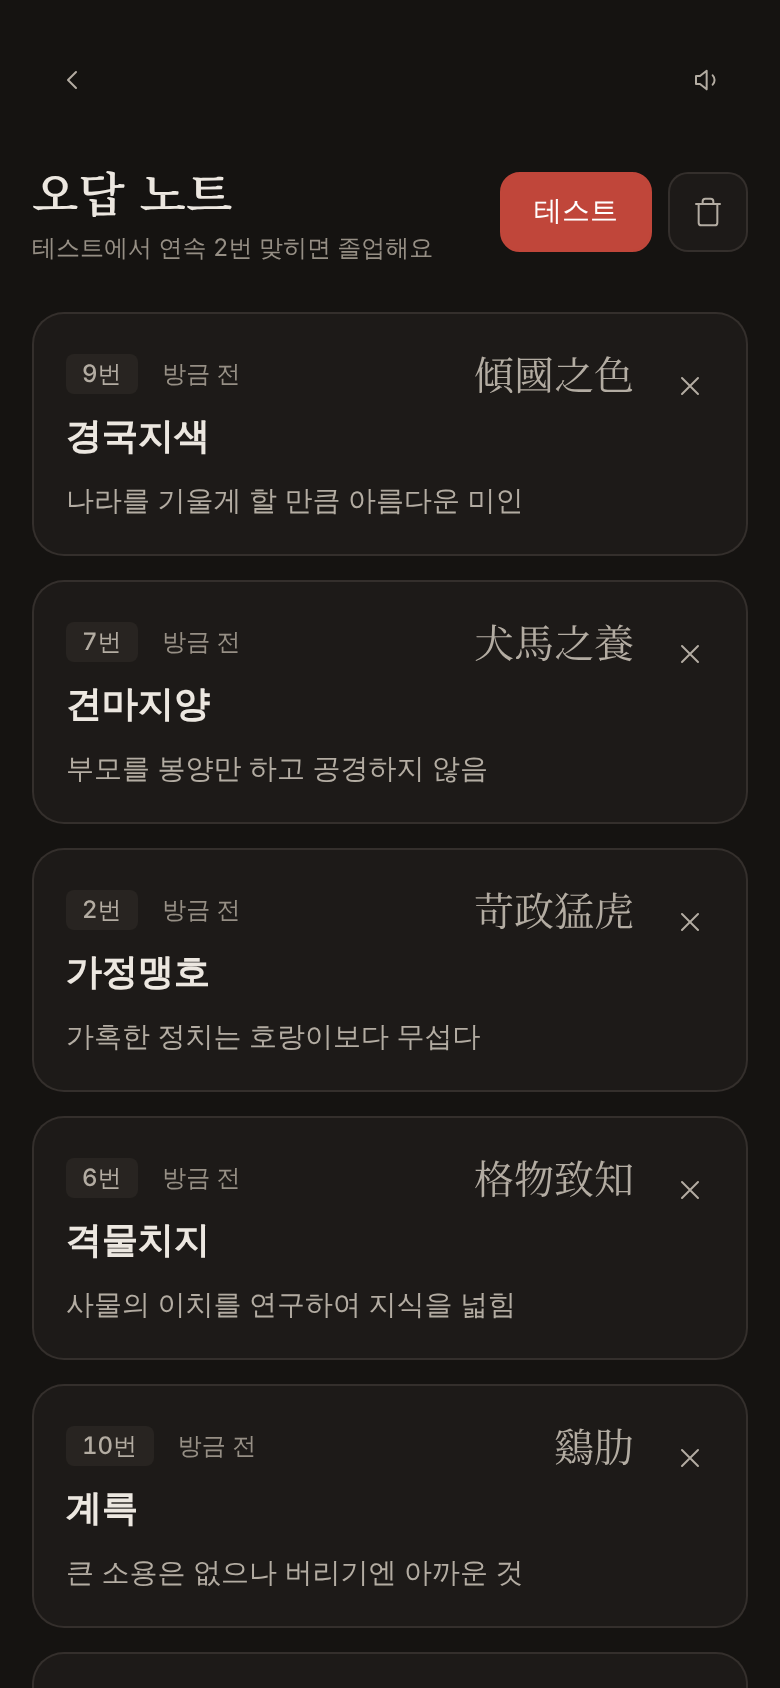 오답 노트
테스트에서 연속 2번 맞히면 졸업해요
테스트
9번 방금 전 傾國之色
경국지색
나라를 기울게 할 만큼 아름다운 미인
7번 방금 전 犬馬之養
견마지양
부모를 봉양만 하고 공경하지 않음
2번 방금 전 苛政猛虎
가정맹호
가혹한 정치는 호랑이보다 무섭다
6번 방금 전 格物致知
격물치지
사물의 이치를 연구하여 지식을 넓힘
10번 방금 전 鷄肋
계륵
큰 소용은 없으나 버리기엔 아까운 것